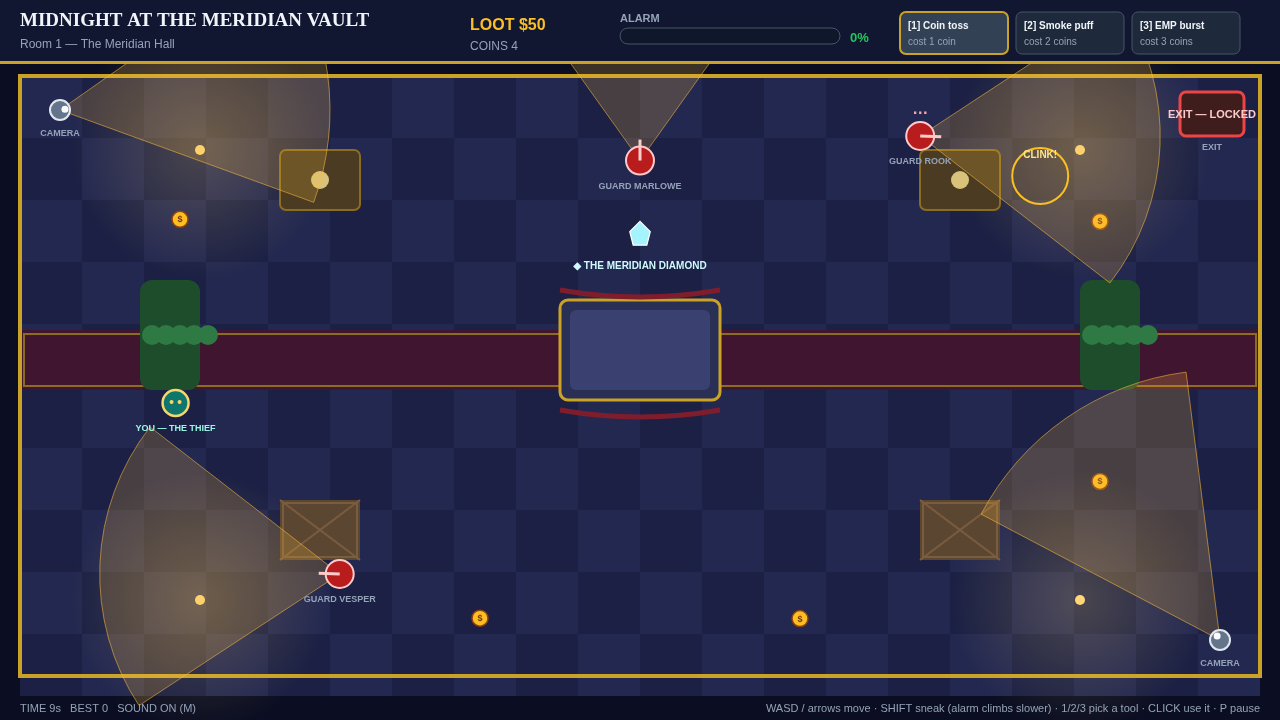 MIDNIGHT AT THE MERIDIAN VAULT
Room 1 — The Meridian Hall
LOOT $50
COINS 4
ALARM
0%
[1] Coin toss
cost 1 coin
[2] Smoke puff
cost 2 coins
[3] EMP burst
cost 3 coins
CAMERA
...
GUARD ROOK
CLINK!
EXIT — LOCKED
EXIT
GUARD MARLOWE
$
$
◆ THE MERIDIAN DIAMOND
YOU — THE THIEF
$
GUARD VESPER
$
$
CAMERA
TIME 9s BEST 0 SOUND ON (M)
WASD / arrows move · SHIFT sneak (alarm climbs slower) · 1/2/3 pick a tool · CLICK use it · P pause